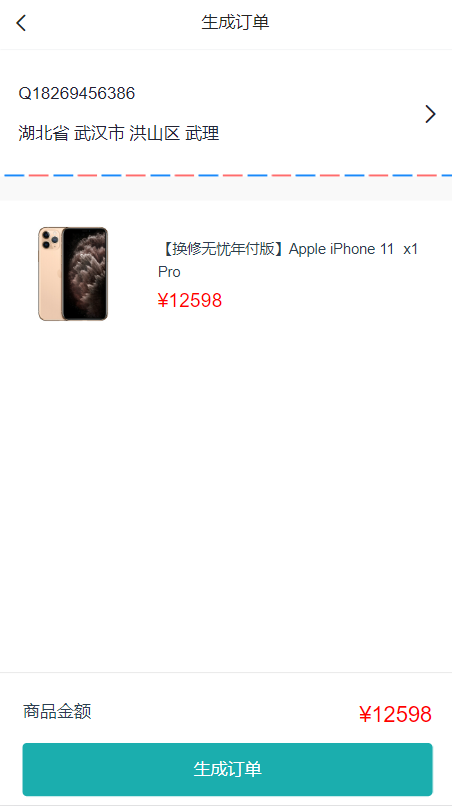 生成订单
Q18269456386
湖北省 武汉市 洪山区 武理
【换修无忧年付版】Apple iPhone 11 x1
Pro
¥12598
商品金额 ¥12598
生成订单